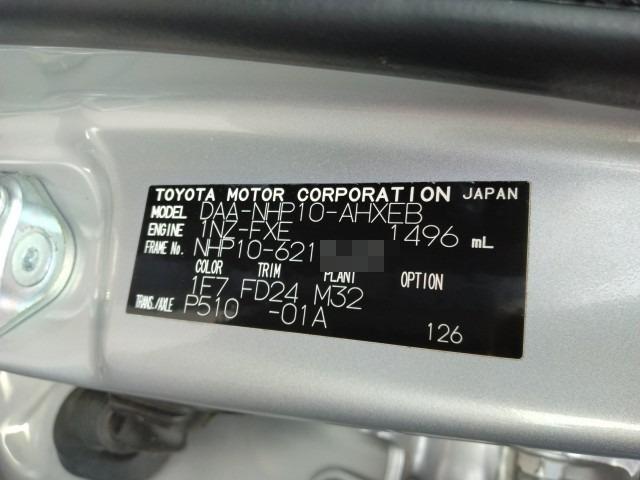 TOYOTA MOTOR CORPORATION JAPAN
MODEL DAA-NHP10-AHXEB
ENGINE 1NZ-FXE 1496 mL
FRAME No. NHP10-621
COLOR TRIM PLANT OPTION
1F7 FD24 M32
TRANS./AXLE P510 -01A
126